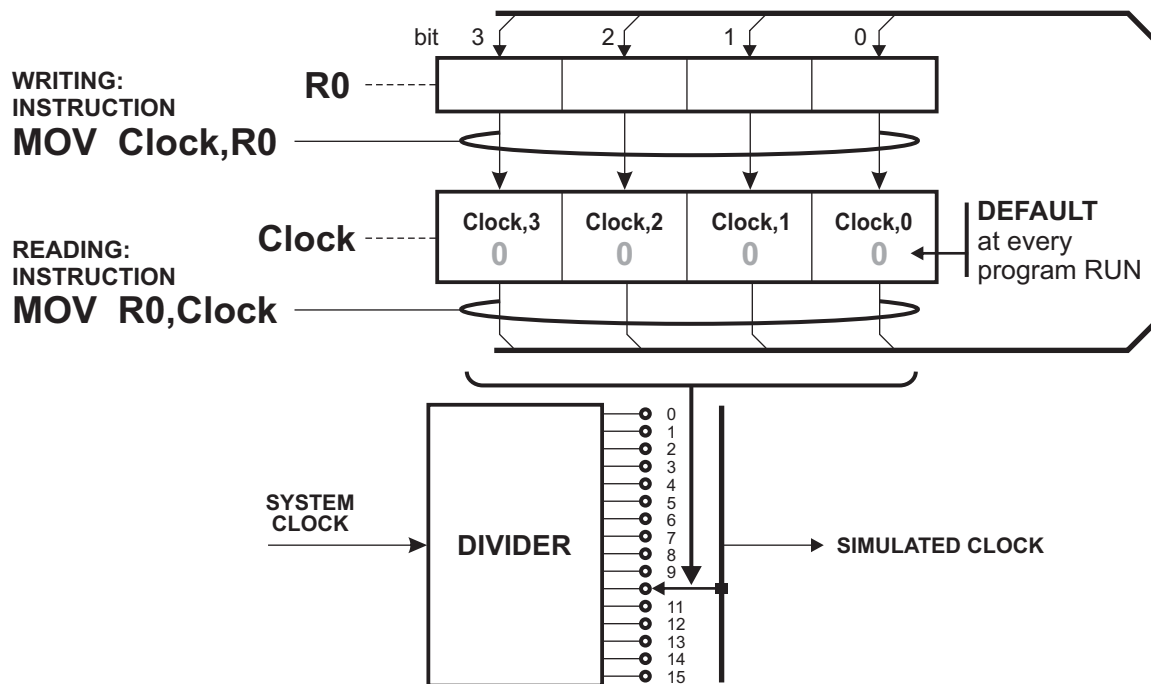 bit 3 2 1 0
WRITING:
INSTRUCTION
MOV Clock,R0
R0
Clock
Clock,3 Clock,2 Clock,1 Clock,0
0 0 0 0
DEFAULT
at every
program RUN
READING:
INSTRUCTION
MOV R0,Clock
SYSTEM
CLOCK
DIVIDER
0
1
2
3
4
5
6
7
8
9
11
12
13
14
15
SIMULATED CLOCK